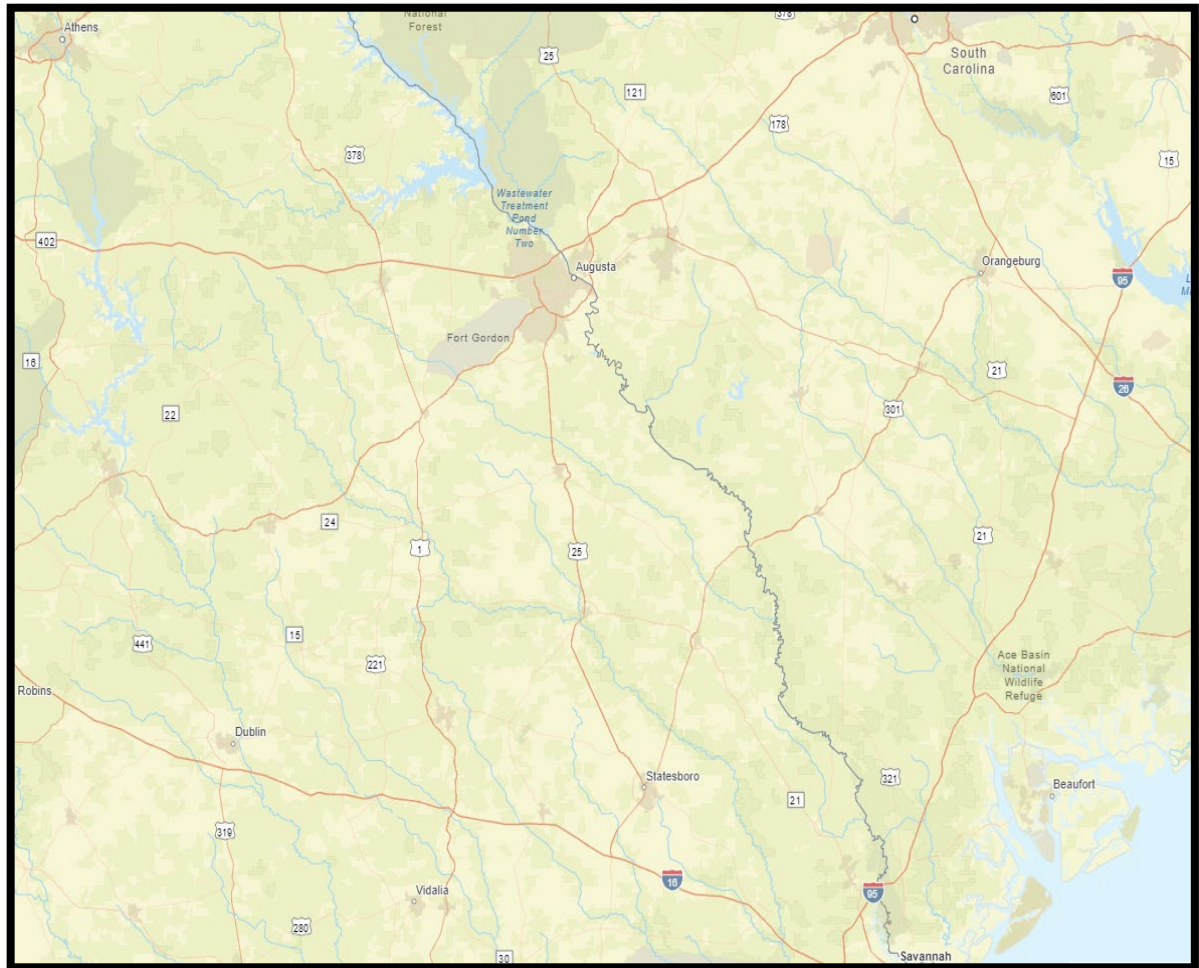 National
Forest
378
Athens
25
South
Carolina
121
601
178
378
15
Wastewater
Treatment
Pond
Number
Two
402
Augusta
Orangeburg
95
L
M
Fort Gordon
16
21
26
22
301
24
1
25
21
15
441
221
Ace Basin
National
Wildlife
Refuge
Robins
Dublin
Statesboro
321
Beaufort
21
319
16
95
Vidalia
280
30
Savannah